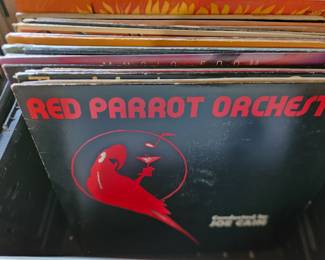 RED PARROT ORCHEST
Conducted by
JOE CAIN